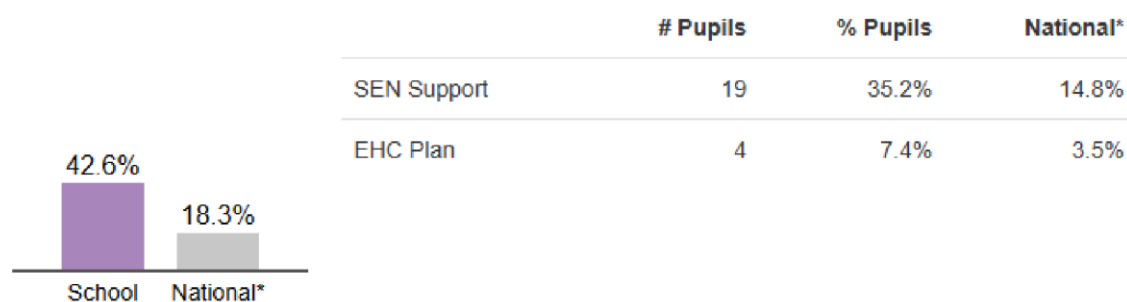 # Pupils % Pupils National*
SEN Support 19 35.2% 14.8%
EHC Plan 4 7.4% 3.5%
42.6%
18.3%
School National*